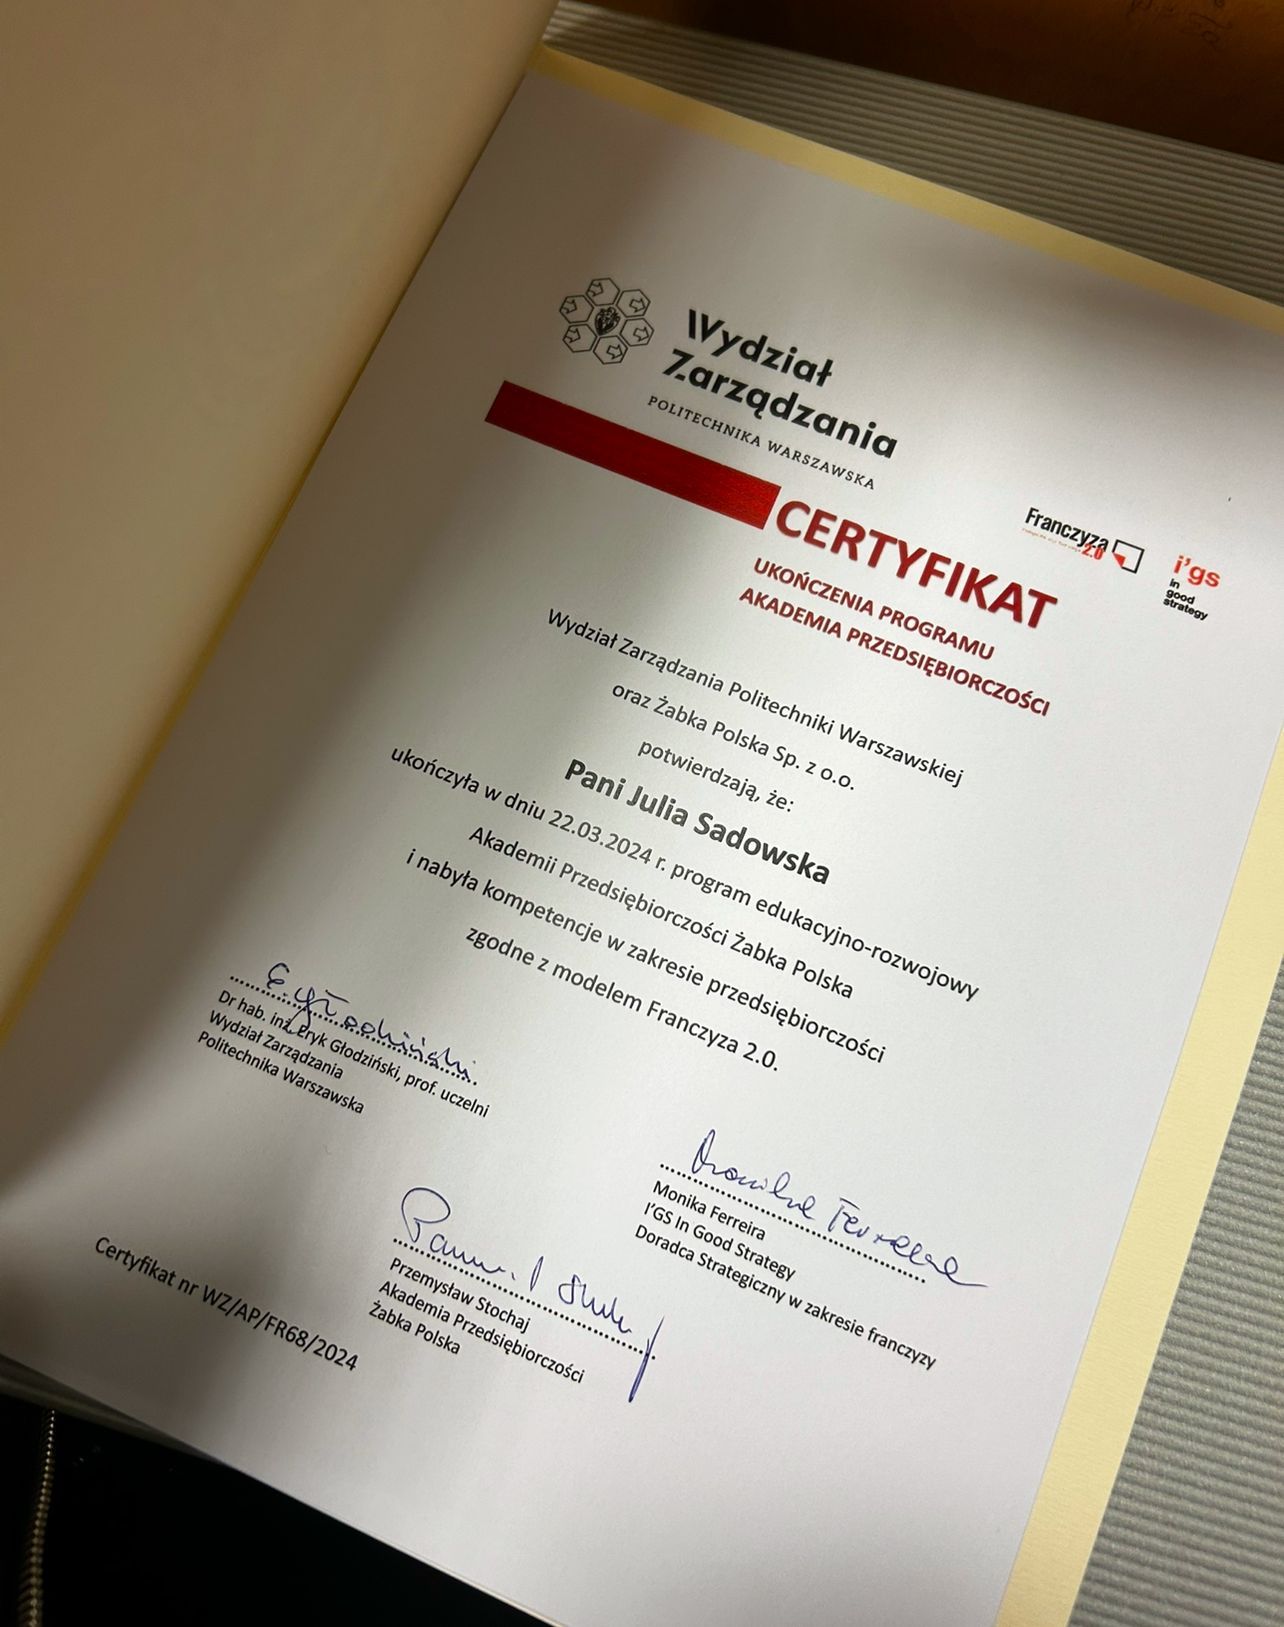 Wydział
Zarządzania
POLITECHNIKA WARSZAWSKA
Franczyza
2.0
i'gs
in
good
strategy
CERTYFIKAT
UKOŃCZENIA PROGRAMU
AKADEMIA PRZEDSIĘBIORCZOŚCI
Wydział Zarządzania Politechniki Warszawskiej
oraz Żabka Polska Sp. z o.o.
potwierdzają, że:
Pani Julia Sadowska
ukończyła w dniu 22.03.2024 r. program edukacyjno-rozwojowy
Akademii Przedsiębiorczości Żabka Polska
i nabyła kompetencje w zakresie przedsiębiorczości
zgodne z modelem Franczyza 2.0.
E. Głodziński
Dr hab. inż. Eryk Głodziński, prof. uczelni
Wydział Zarządzania
Politechnika Warszawska
Monika Ferreira
Monika Ferreira
I'GS In Good Strategy
Doradca Strategiczny w zakresie franczyzy
Przemysław Stochaj
Akademia Przedsiębiorczości
Żabka Polska
Certyfikat nr WZ/AP/FR68/2024